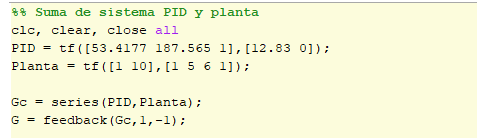 %% Suma de sistema PID y planta
clc, clear, close all
PID = tf([53.4177 187.565 1],[12.83 0]);
Planta = tf([1 10],[1 5 6 1]);
Gc = series(PID,Planta);
G = feedback(Gc,1,-1);